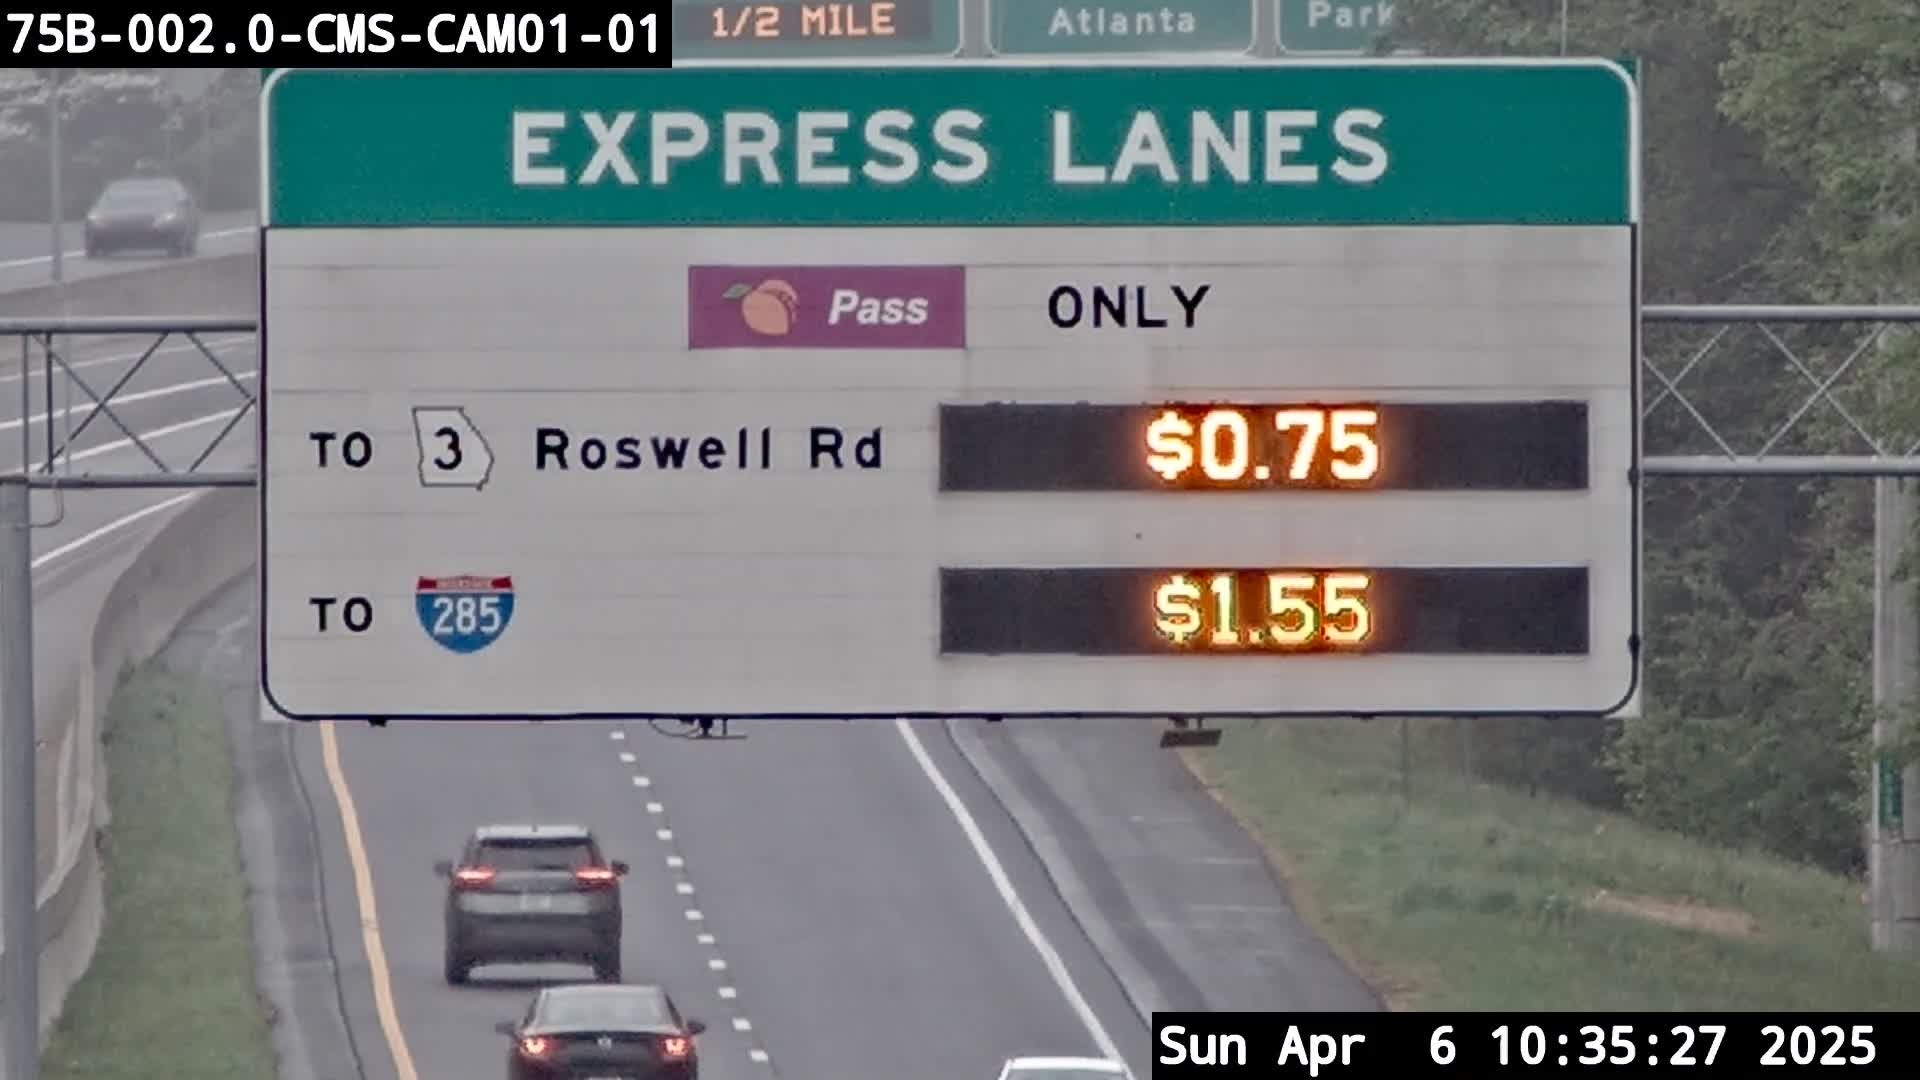 75B-002.0-CMS-CAM01-01
1/2 MILE
Atlanta
Park
EXPRESS LANES
Pass ONLY
TO 3 Roswell Rd $0.75
INTERSTATE
TO 285 $1.55
Sun Apr 6 10:35:27 2025